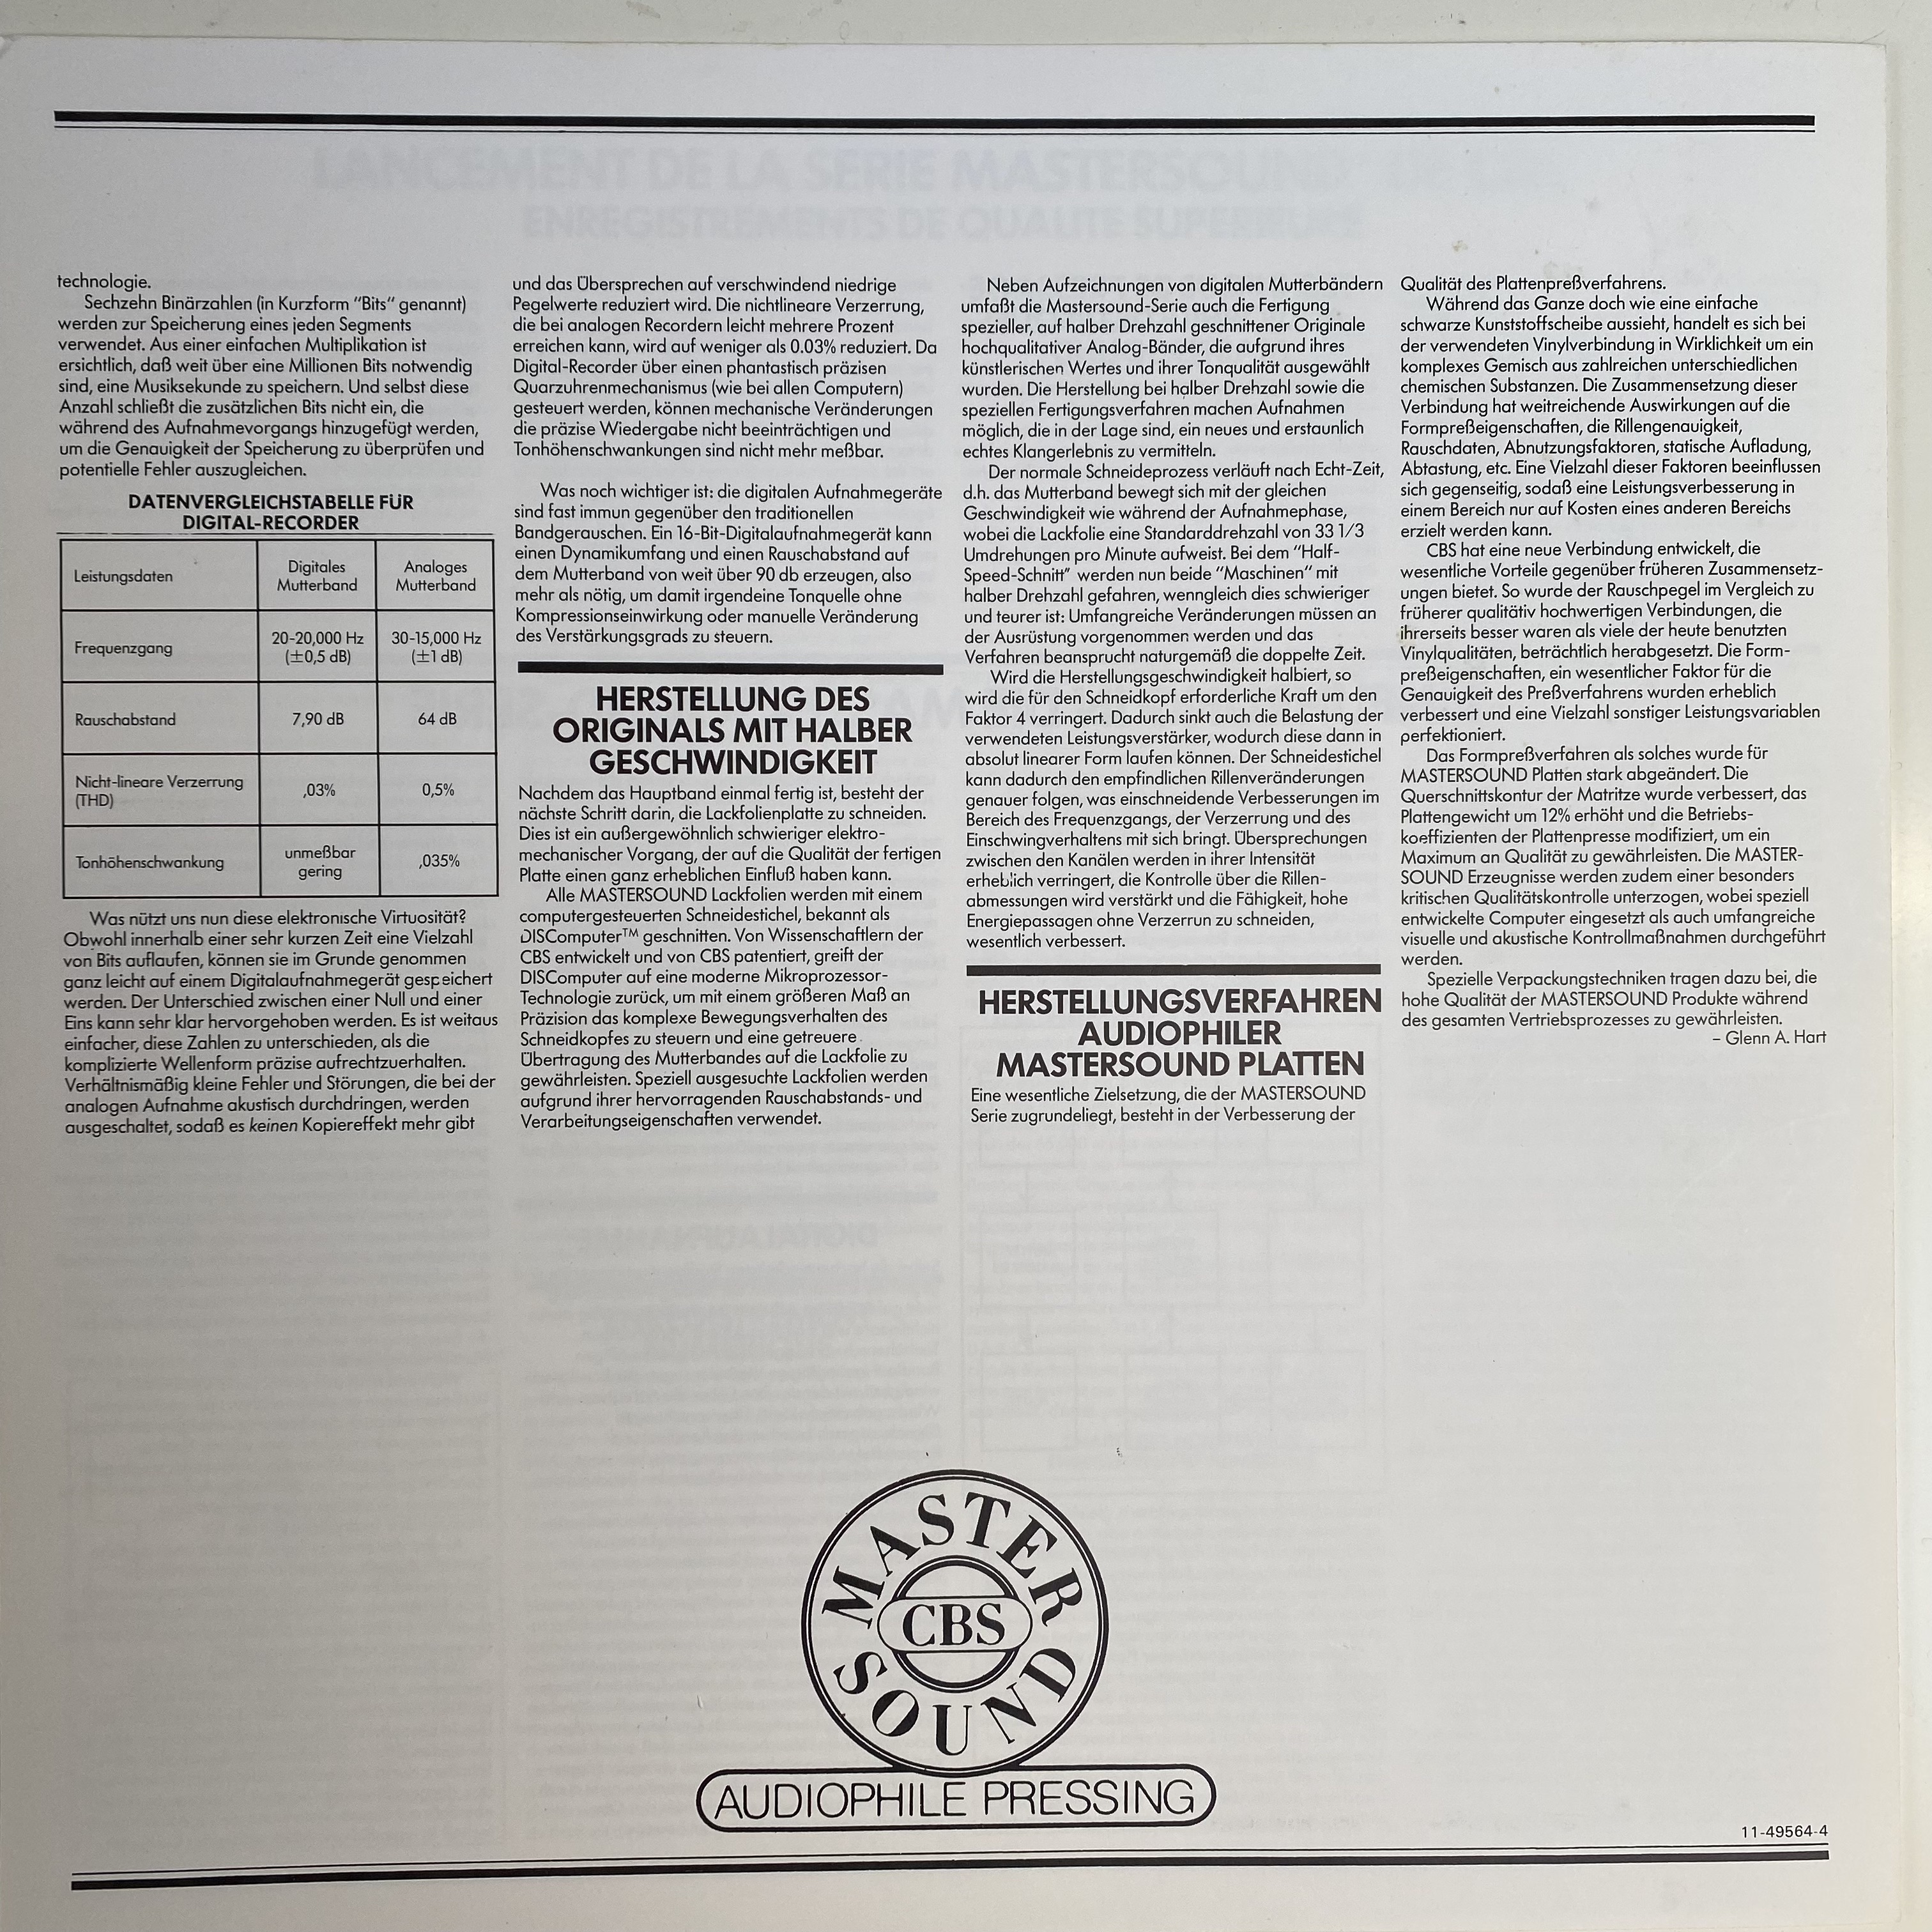 technologie.
Sechzehn Binärzahlen (in Kurzform “Bits“ genannt)
werden zur Speicherung eines jeden Segments
verwendet. Aus einer einfachen Multiplikation ist
ersichtlich, daß weit über eine Millionen Bits notwendig
sind, eine Musiksekunde zu speichern. Und selbst diese
Anzahl schließt die zusätzlichen Bits nicht ein, die
während des Aufnahmevorgangs hinzugefügt werden,
um die Genauigkeit der Speicherung zu überprüfen und
potentielle Fehler auszugleichen.
DATENVERGLEICHSTABELLE FÜR
DIGITAL-RECORDER
Leistungsdaten
Digitales
Mutterband
Analoges
Mutterband
Frequenzgang
20-20,000 Hz
(±0,5 dB)
30-15,000 Hz
(±1 dB)
Rauschabstand
7,90 dB
64 dB
Nicht-lineare Verzerrung
(THD)
,03%
0,5%
Tonhöhenschwankung
unmeßbar
gering
,035%
Was nützt uns nun diese elektronische Virtuosität?
Obwohl innerhalb einer sehr kurzen Zeit eine Vielzahl
von Bits auflaufen, können sie im Grunde genommen
ganz leicht auf einem Digitalaufnahmegerät gespeichert
werden. Der Unterschied zwischen einer Null und einer
Eins kann sehr klar hervorgehoben werden. Es ist weitaus
einfacher, diese Zahlen zu unterschieden, als die
komplizierte Wellenform präzise aufrechtzuerhalten.
Verhältnismäßig kleine Fehler und Störungen, die bei der
analogen Aufnahme akustisch durchdringen, werden
ausgeschaltet, sodaß es keinen Kopiereffekt mehr gibt
und das Übersprechen auf verschwindend niedrige
Pegelwerte reduziert wird. Die nichtlineare Verzerrung,
die bei analogen Recordern leicht mehrere Prozent
erreichen kann, wird auf weniger als 0.03% reduziert. Da
Digital-Recorder über einen phantastisch präzisen
Quarzuhrenmechanismus (wie bei allen Computern)
gesteuert werden, können mechanische Veränderungen
die präzise Wiedergabe nicht beeinträchtigen und
Tonhöhenschwankungen sind nicht mehr meßbar.
Was noch wichtiger ist: die digitalen Aufnahmegeräte
sind fast immun gegenüber den traditionellen
Bandgerauschen. Ein 16-Bit-Digitalaufnahmegerät kann
einen Dynamikumfang und einen Rauschabstand auf
dem Mutterband von weit über 90 db erzeugen, also
mehr als nötig, um damit irgendeine Tonquelle ohne
Kompressionseinwirkung oder manuelle Veränderung
des Verstärkungsgrads zu steuern.
HERSTELLUNG DES
ORIGINALS MIT HALBER
GESCHWINDIGKEIT
Nachdem das Hauptband einmal fertig ist, besteht der
nächste Schritt darin, die Lackfolienplatte zu schneiden.
Dies ist ein außergewöhnlich schwieriger elektro-
mechanischer Vorgang, der auf die Qualität der fertigen
Platte einen ganz erheblichen Einfluß haben kann.
Alle MASTERSOUND Lackfolien werden mit einem
computergesteuerten Schneidestichel, bekannt als
DISComputer™ geschnitten. Von Wissenschaftlern der
CBS entwickelt und von CBS patentiert, greift der
DISComputer auf eine moderne Mikroprozessor-
Technologie zurück, um mit einem größeren Maß an
Präzision das komplexe Bewegungsverhalten des
Schneidkopfes zu steuern und eine getreuere
Übertragung des Mutterbandes auf die Lackfolie zu
gewährleisten. Speziell ausgesuchte Lackfolien werden
aufgrund ihrer hervorragenden Rauschabstands- und
Verarbeitungseigenschaften verwendet.
Neben Aufzeichnungen von digitalen Mutterbändern
umfaßt die Mastersound-Serie auch die Fertigung
spezieller, auf halber Drehzahl geschnittener Originale
hochqualitativer Analog-Bänder, die aufgrund ihres
künstlerischen Wertes und ihrer Tonqualität ausgewählt
wurden. Die Herstellung bei halber Drehzahl sowie die
speziellen Fertigungsverfahren machen Aufnahmen
möglich, die in der Lage sind, ein neues und erstaunlich
echtes Klangerlebnis zu vermitteln.
Der normale Schneideprozess verläuft nach Echt-Zeit,
d.h. das Mutterband bewegt sich mit der gleichen
Geschwindigkeit wie während der Aufnahmephase,
wobei die Lackfolie eine Standarddrehzahl von 33 1/3
Umdrehungen pro Minute aufweist. Bei dem “Half-
Speed-Schnitt” werden nun beide “Maschinen“ mit
halber Drehzahl gefahren, wenngleich dies schwieriger
und teurer ist: Umfangreiche Veränderungen müssen an
der Ausrüstung vorgenommen werden und das
Verfahren beansprucht naturgemäß die doppelte Zeit.
Wird die Herstellungsgeschwindigkeit halbiert, so
wird die für den Schneidkopf erforderliche Kraft um den
Faktor 4 verringert. Dadurch sinkt auch die Belastung der
verwendeten Leistungsverstärker, wodurch diese dann in
absolut linearer Form laufen können. Der Schneidestichel
kann dadurch den empfindlichen Rillenveränderungen
genauer folgen, was einschneidende Verbesserungen im
Bereich des Frequenzgangs, der Verzerrung und des
Einschwingverhaltens mit sich bringt. Übersprechungen
zwischen den Kanälen werden in ihrer Intensität
erheblich verringert, die Kontrolle über die Rillen-
abmessungen wird verstärkt und die Fähigkeit, hohe
Energiepassagen ohne Verzerrun zu schneiden,
wesentlich verbessert.
HERSTELLUNGSVERFAHREN
AUDIOPHILER
MASTERSOUND PLATTEN
Eine wesentliche Zielsetzung, die der MASTERSOUND
Serie zugrundeliegt, besteht in der Verbesserung der
Qualität des Plattenpreßverfahrens.
Während das Ganze doch wie eine einfache
schwarze Kunststoffscheibe aussieht, handelt es sich bei
der verwendeten Vinylverbindung in Wirklichkeit um ein
komplexes Gemisch aus zahlreichen unterschiedlichen
chemischen Substanzen. Die Zusammensetzung dieser
Verbindung hat weitreichende Auswirkungen auf die
Formpreßeigenschaften, die Rillengenauigkeit,
Rauschdaten, Abnutzungsfaktoren, statische Aufladung,
Abtastung, etc. Eine Vielzahl dieser Faktoren beeinflussen
sich gegenseitig, sodaß eine Leistungsverbesserung in
einem Bereich nur auf Kosten eines anderen Bereichs
erzielt werden kann.
CBS hat eine neue Verbindung entwickelt, die
wesentliche Vorteile gegenüber früheren Zusammensetz-
ungen bietet. So wurde der Rauschpegel im Vergleich zu
früherer qualitätiv hochwertigen Verbindungen, die
ihrerseits besser waren als viele der heute benutzten
Vinylqualitäten, beträchtlich herabgesetzt. Die Form-
preßeigenschaften, ein wesentlicher Faktor für die
Genauigkeit des Preßverfahrens wurden erheblich
verbessert und eine Vielzahl sonstiger Leistungsvariablen
perfektioniert.
Das Formpreßverfahren als solches wurde für
MASTERSOUND Platten stark abgeändert. Die
Querschnittskontur der Matritze wurde verbessert, das
Plattengewicht um 12% erhöht und die Betriebs-
koeffizienten der Plattenpresse modifiziert, um ein
Maximum an Qualität zu gewährleisten. Die MASTER-
SOUND Erzeugnisse werden zudem einer besonders
kritischen Qualitätskontrolle unterzogen, wobei speziell
entwickelte Computer eingesetzt als auch umfangreiche
visuelle und akustische Kontrollmaßnahmen durchgeführt
werden.
Spezielle Verpackungstechniken tragen dazu bei, die
hohe Qualität der MASTERSOUND Produkte während
des gesamten Vertriebsprozesses zu gewährleisten.
– Glenn A. Hart
MASTER
CBS
SOUND
AUDIOPHILE PRESSING
11-49564-4